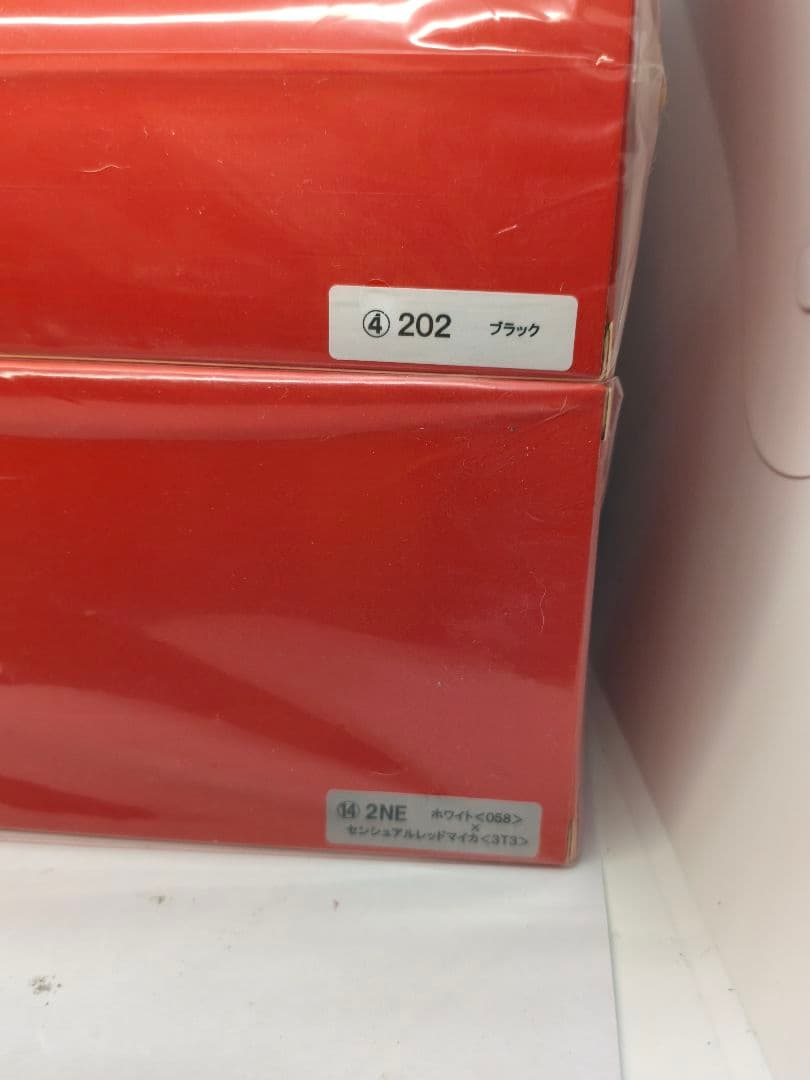 ④ 202 ブラック
⑭ 2NE ホワイト<058>
×
センシュアルレッドマイカ<3T3>